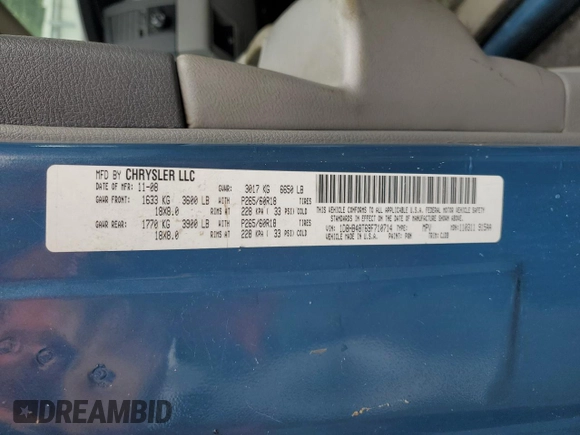 MFD BY CHRYSLER LLC
DATE OF MFR: 11-08 GVWR: 3017 KG 6650 LB
GAWR FRONT: 1633 KG 3600 LB WITH P265/60R18 TIRES
18X8.0 RIMS AT 228 KPA ( 33 PSI) COLD
GAWR REAR: 1770 KG 3900 LB WITH P265/60R18 TIRES
18X8.0 RIMS AT 228 KPA ( 33 PSI) COLD
THIS VEHICLE CONFORMS TO ALL APPLICABLE U.S.A. FEDERAL MOTOR VEHICLE SAFETY
STANDARDS IN EFFECT ON THE DATE OF MANUFACTURE SHOWN ABOVE.
VIN: MPV MDH:
VEHICLE MADE IN U.S.A. PAINT: TRIM:
DREAMBID